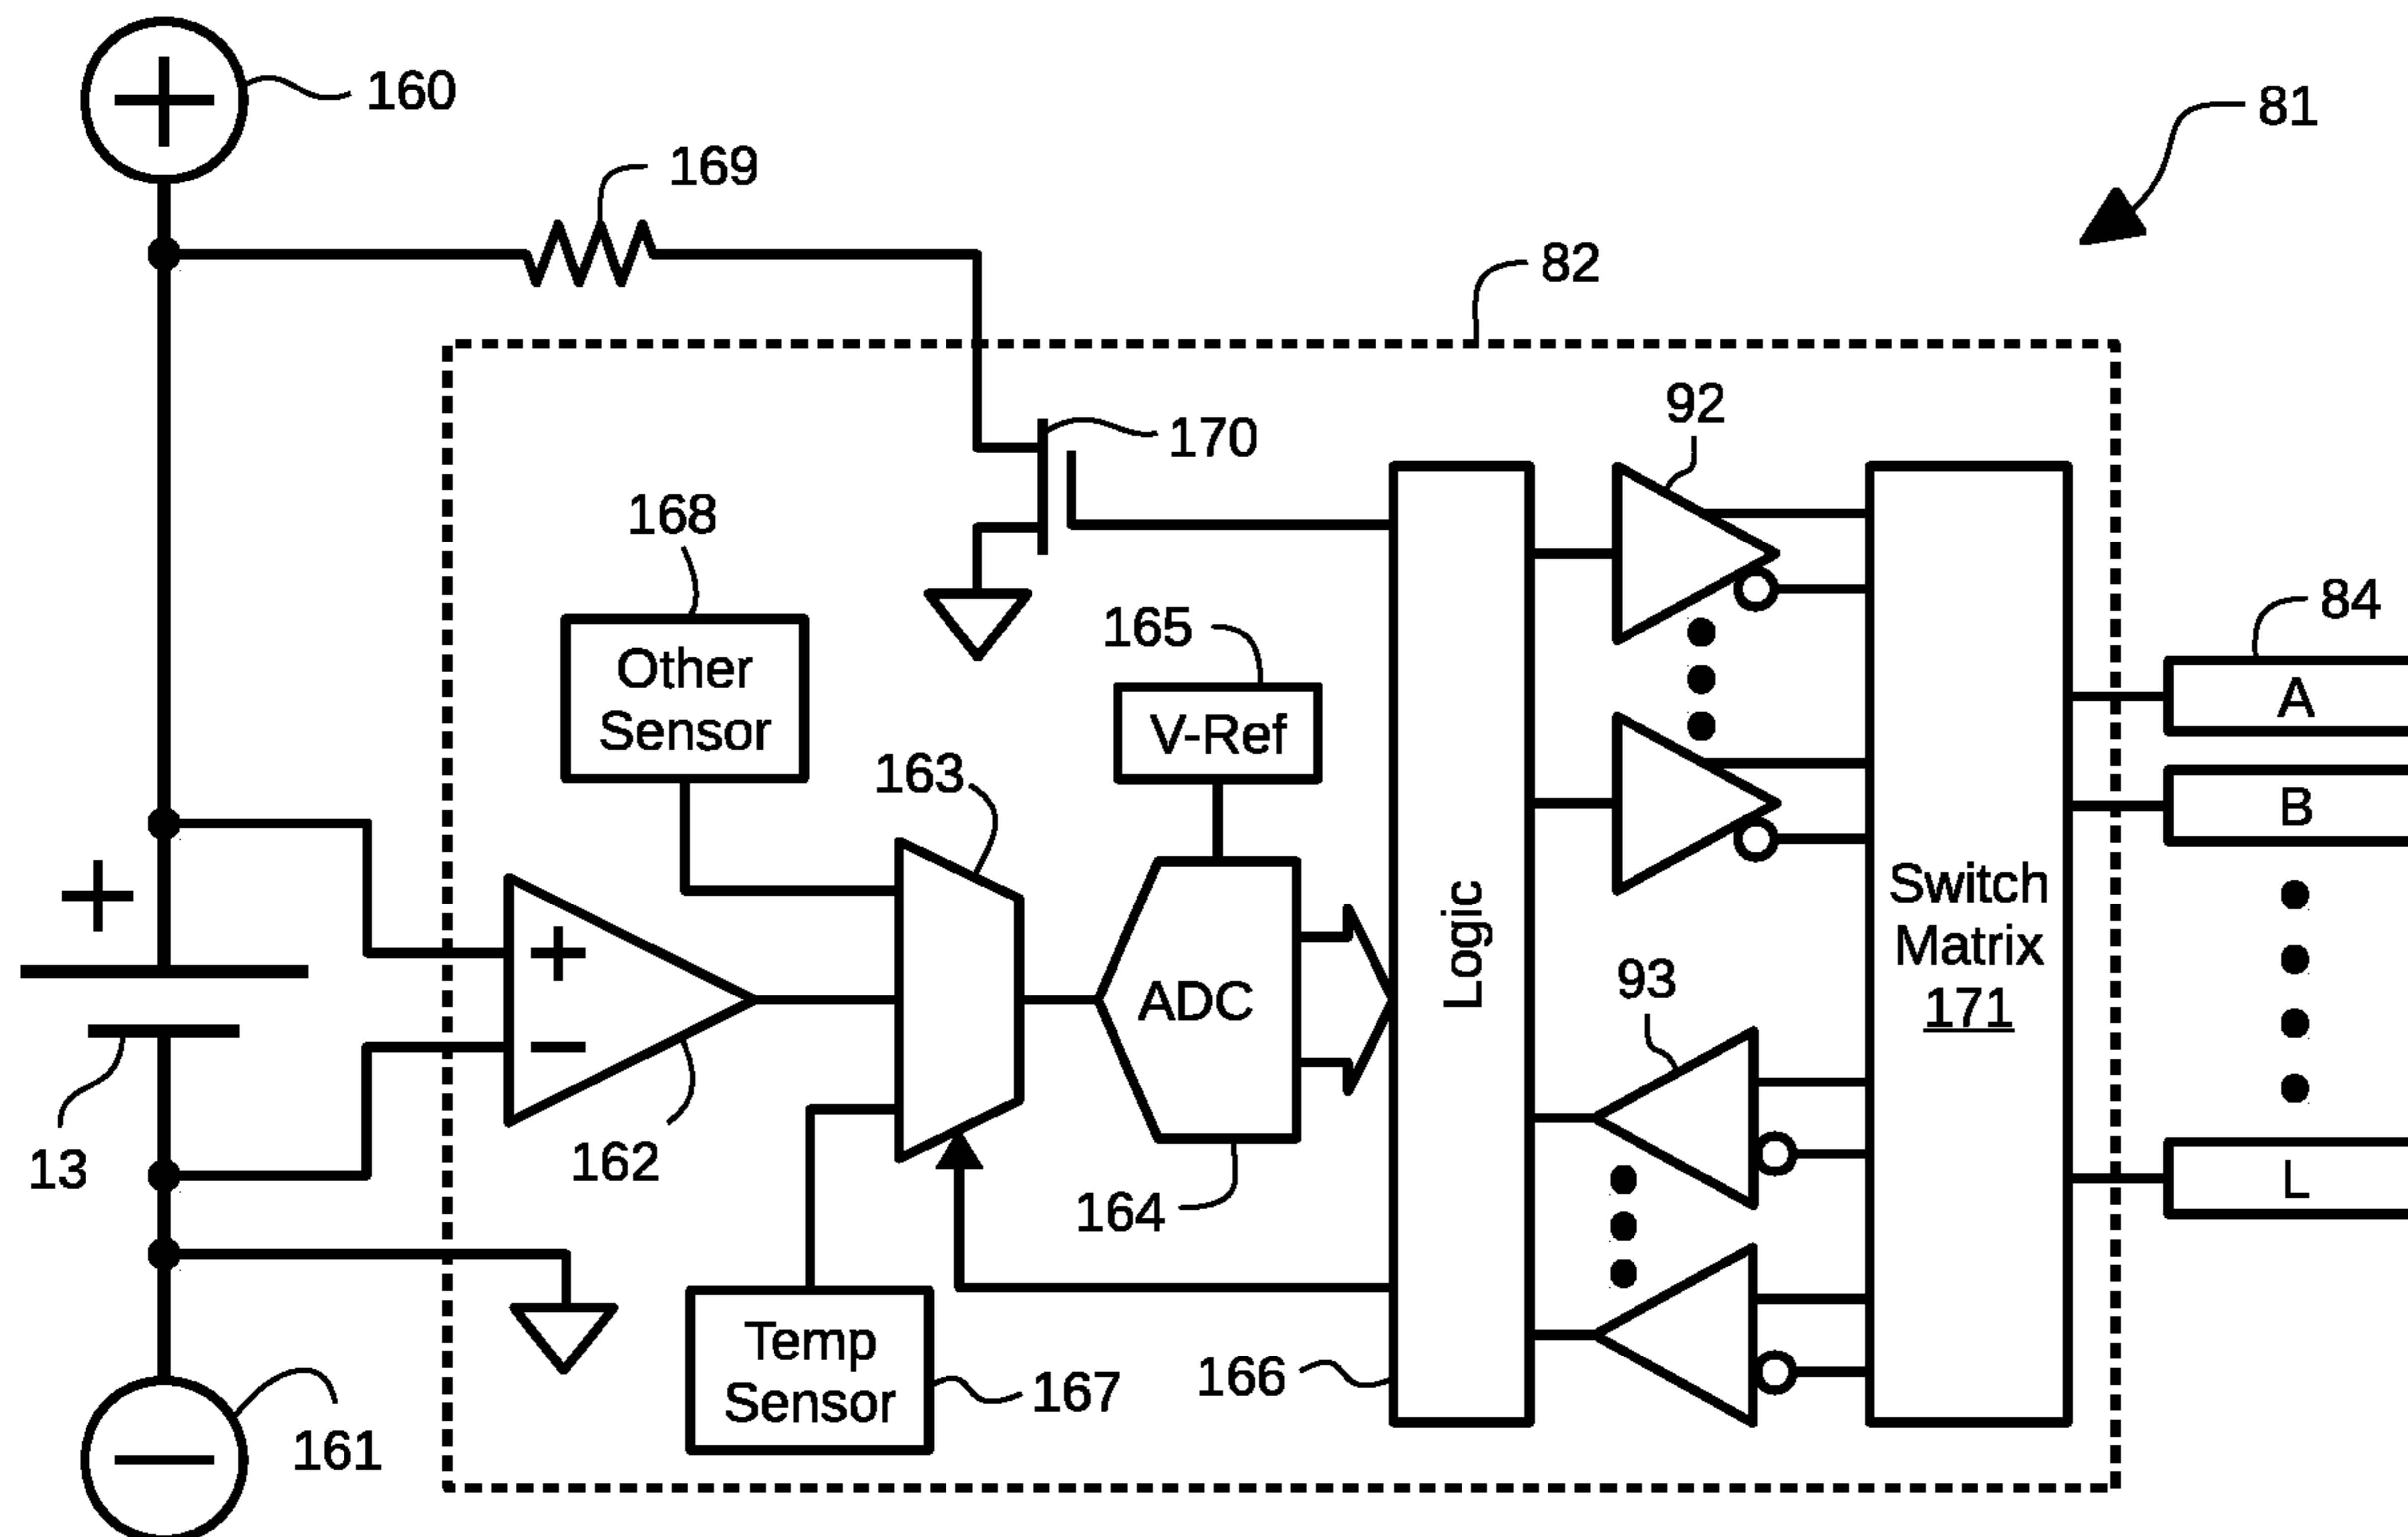 160
169
81
82
92
170
168
84
Other
Sensor
165
A
V-Ref
163
B
+
Switch
Matrix
171
Logic
+
ADC
93
−
13
162
164
L
Temp
Sensor
167
166
161